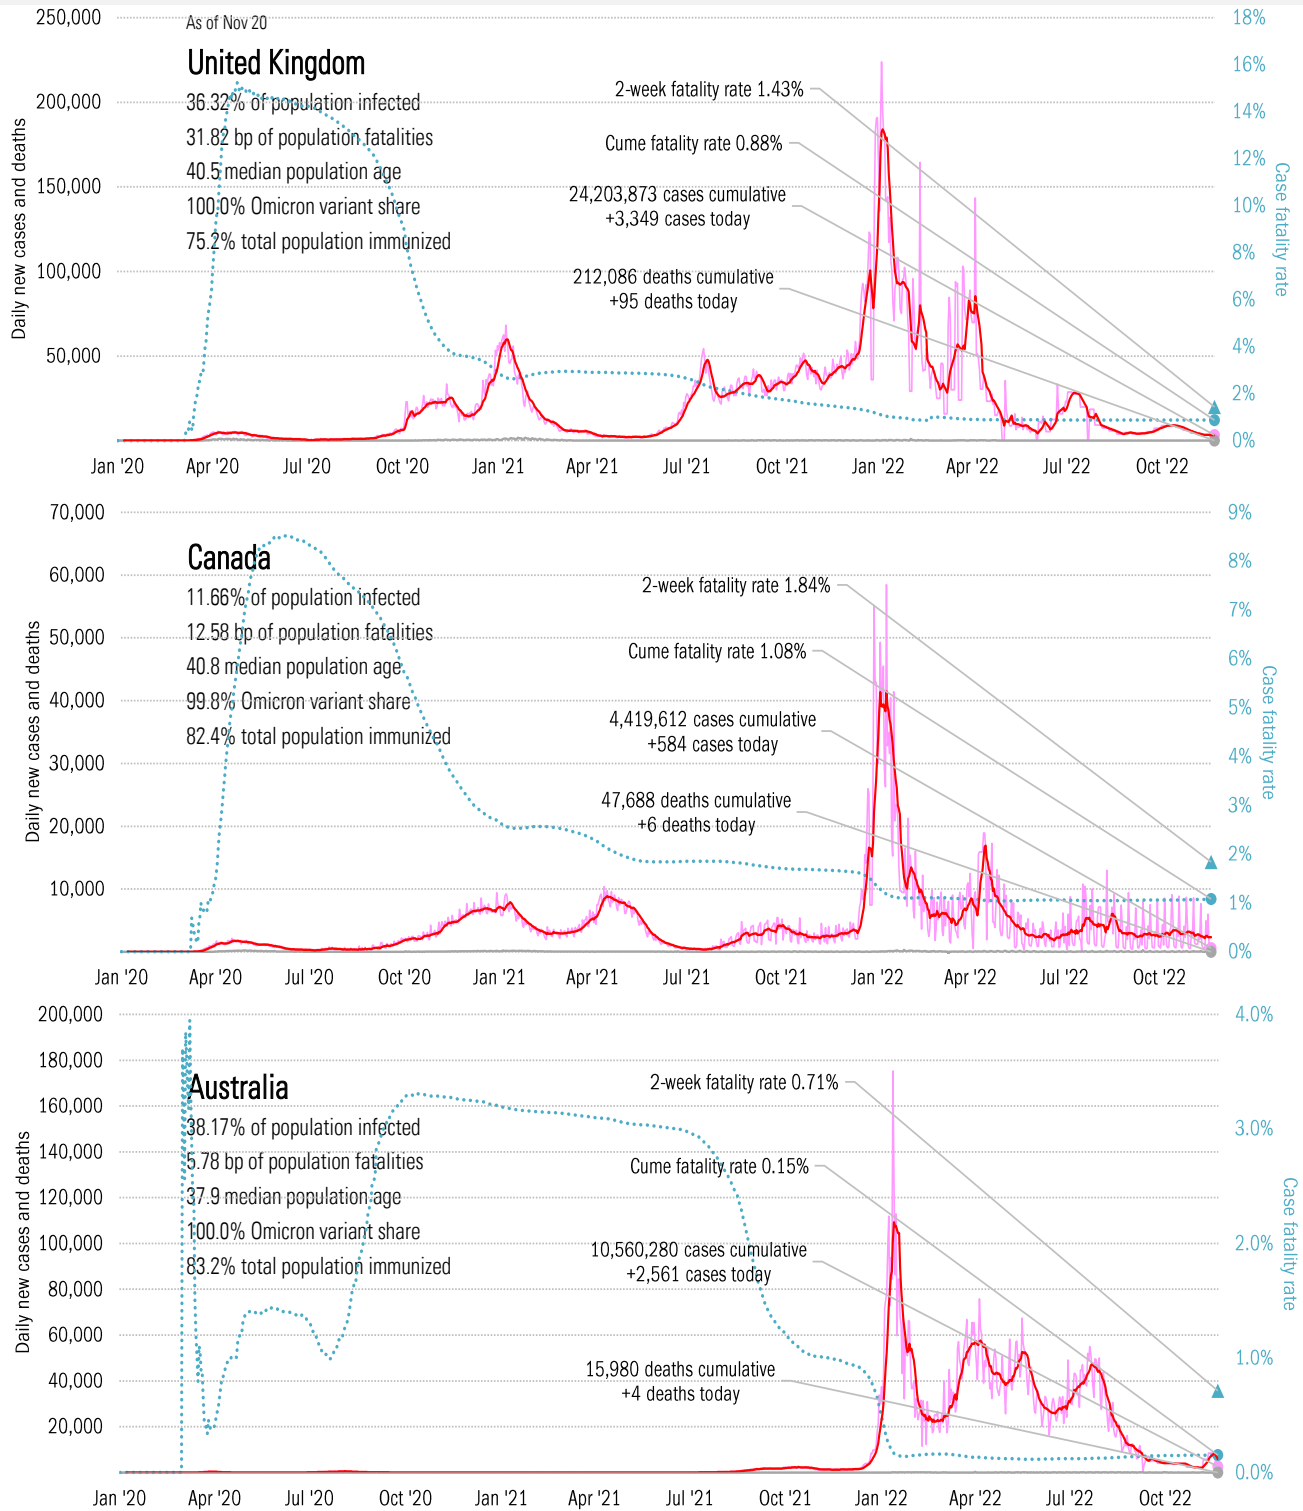 As of Nov 20
United Kingdom
36.32% of population infected
31.82 bp of population fatalities
40.5 median population age
100.0% Omicron variant share
75.2% total population immunized
2-week fatality rate 1.43%
Cume fatality rate 0.88%
24,203,873 cases cumulative
+3,349 cases today
212,086 deaths cumulative
+95 deaths today
Daily new cases and deaths
250,000
200,000
150,000
100,000
50,000
18%
16%
14%
12%
10%
8%
6%
4%
2%
0%
Case fatality rate
Jan '20 Apr '20 Jul '20 Oct '20 Jan '21 Apr '21 Jul '21 Oct '21 Jan '22 Apr '22 Jul '22 Oct '22
Canada
11.66% of population infected
12.58 bp of population fatalities
40.8 median population age
99.8% Omicron variant share
82.4% total population immunized
2-week fatality rate 1.84%
Cume fatality rate 1.08%
4,419,612 cases cumulative
+584 cases today
47,688 deaths cumulative
+6 deaths today
Daily new cases and deaths
70,000
60,000
50,000
40,000
30,000
20,000
10,000
9%
8%
7%
6%
5%
4%
3%
2%
1%
0%
Case fatality rate
Jan '20 Apr '20 Jul '20 Oct '20 Jan '21 Apr '21 Jul '21 Oct '21 Jan '22 Apr '22 Jul '22 Oct '22
Australia
38.17% of population infected
5.78 bp of population fatalities
37.9 median population age
100.0% Omicron variant share
83.2% total population immunized
2-week fatality rate 0.71%
Cume fatality rate 0.15%
10,560,280 cases cumulative
+2,561 cases today
15,980 deaths cumulative
+4 deaths today
Daily new cases and deaths
200,000
180,000
160,000
140,000
120,000
100,000
80,000
60,000
40,000
20,000
4.0%
3.0%
2.0%
1.0%
0.0%
Case fatality rate
Jan '20 Apr '20 Jul '20 Oct '20 Jan '21 Apr '21 Jul '21 Oct '21 Jan '22 Apr '22 Jul '22 Oct '22